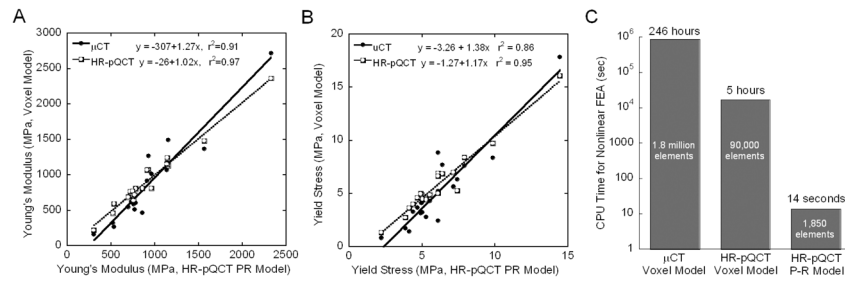 A
μCT y = -307+1.27x, r²=0.91
HR-pQCT y = -26+1.02x, r²=0.97
Young's Modulus (MPa, Voxel Model)
3000
2500
2000
1500
1000
500
0
0 500 1000 1500 2000 2500
Young's Modulus (MPa, HR-pQCT PR Model)
B
uCT y = -3.26 + 1.38x r² = 0.86
HR-pQCT y = -1.27+1.17x r² = 0.95
Yield Stress (MPa, Voxel Model)
20
15
10
5
0
0 5 10 15
Yield Stress (MPa, HR-pQCT PR Model)
C
246 hours
5 hours
14 seconds
CPU Time for Nonlinear FEA (sec)
10⁶
10⁵
10⁴
1000
100
10
1
1.8 million
elements
90,000
elements
1,850
elements
μCT
Voxel Model
HR-pQCT
Voxel Model
HR-pQCT
P-R Model